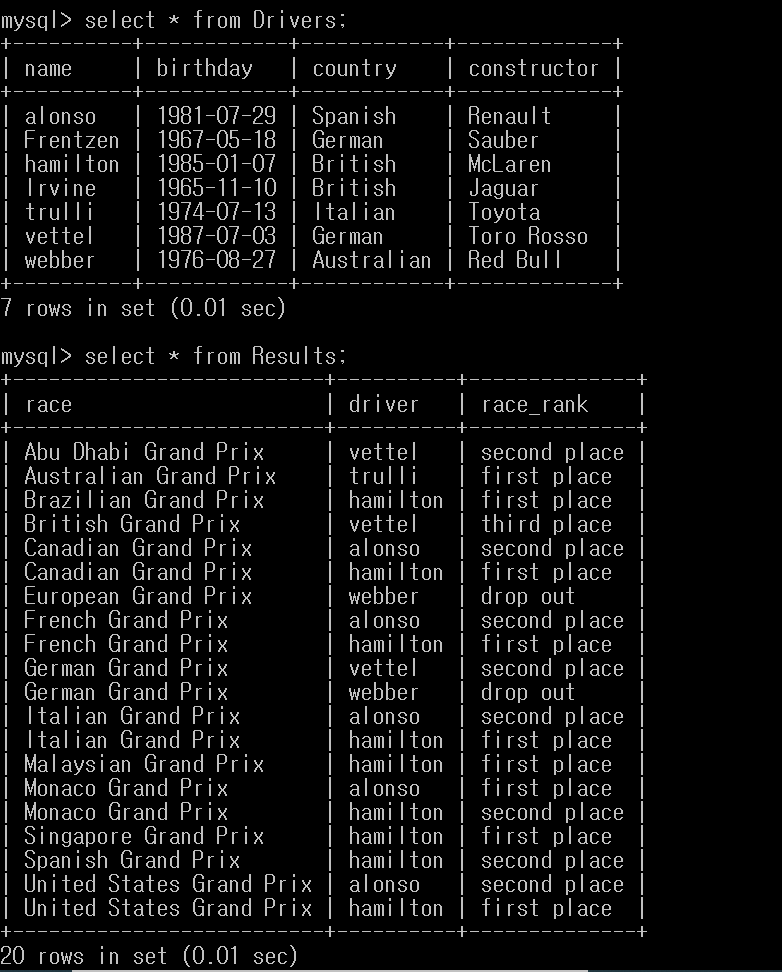 mysql> select * from Drivers;
+----------+------------+------------+-------------+
| name     | birthday   | country    | constructor |
+----------+------------+------------+-------------+
| alonso   | 1981-07-29 | Spanish    | Renault     |
| Frentzen | 1967-05-18 | German     | Sauber      |
| hamilton | 1985-01-07 | British    | McLaren     |
| Irvine   | 1965-11-10 | British    | Jaguar      |
| trulli   | 1974-07-13 | Italian    | Toyota      |
| vettel   | 1987-07-03 | German     | Toro Rosso  |
| webber   | 1976-08-27 | Australian | Red Bull    |
+----------+------------+------------+-------------+
7 rows in set (0.01 sec)
mysql> select * from Results;
+--------------------------+----------+--------------+
| race                     | driver   | race_rank    |
+--------------------------+----------+--------------+
| Abu Dhabi Grand Prix     | vettel   | second place |
| Australian Grand Prix    | trulli   | first place  |
| Brazilian Grand Prix     | hamilton | first place  |
| British Grand Prix       | vettel   | third place  |
| Canadian Grand Prix      | alonso   | second place |
| Canadian Grand Prix      | hamilton | first place  |
| European Grand Prix      | webber   | drop out     |
| French Grand Prix        | alonso   | second place |
| French Grand Prix        | hamilton | first place  |
| German Grand Prix        | vettel   | second place |
| German Grand Prix        | webber   | drop out     |
| Italian Grand Prix       | alonso   | second place |
| Italian Grand Prix       | hamilton | first place  |
| Malaysian Grand Prix     | hamilton | first place  |
| Monaco Grand Prix        | alonso   | first place  |
| Monaco Grand Prix        | hamilton | second place |
| Singapore Grand Prix     | hamilton | first place  |
| Spanish Grand Prix       | hamilton | second place |
| United States Grand Prix | alonso   | second place |
| United States Grand Prix | hamilton | first place  |
+--------------------------+----------+--------------+
20 rows in set (0.01 sec)